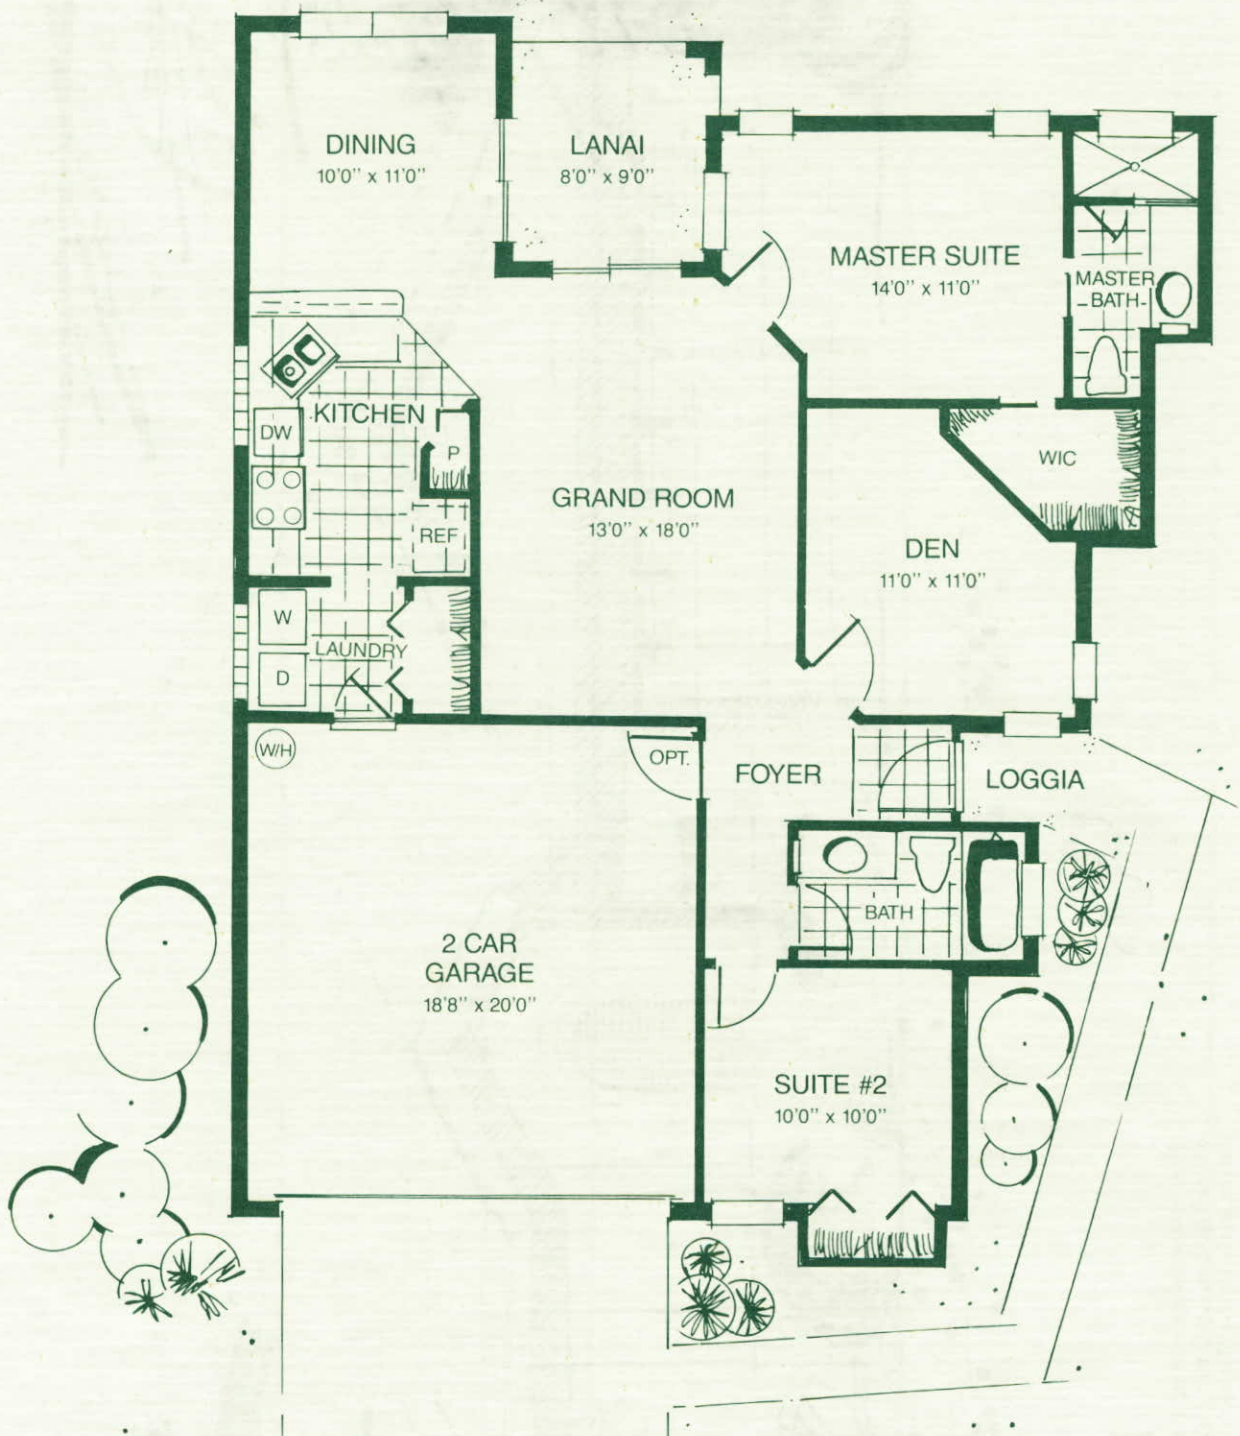 DINING
10'0" x 11'0"
LANAI
8'0" x 9'0"
MASTER SUITE
14'0" x 11'0"
MASTER
BATH
KITCHEN
DW
P
REF
WIC
GRAND ROOM
13'0" x 18'0"
DEN
11'0" x 11'0"
W
LAUNDRY
D
W/H
OPT.
FOYER
LOGGIA
BATH
2 CAR
GARAGE
18'8" x 20'0"
SUITE #2
10'0" x 10'0"